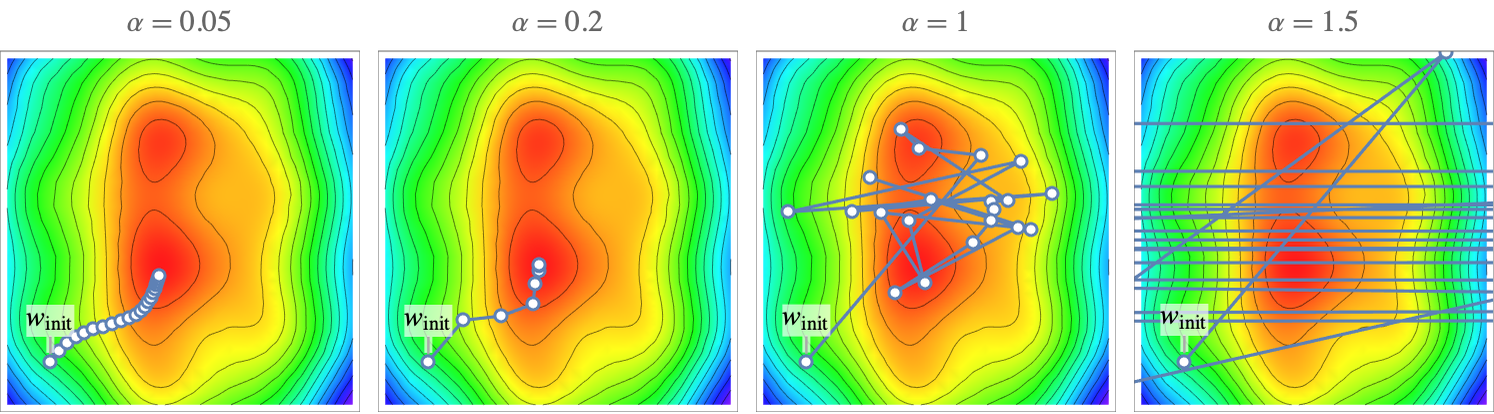 α = 0.05
α = 0.2
α = 1
α = 1.5
w_init
w_init
w_init
w_init